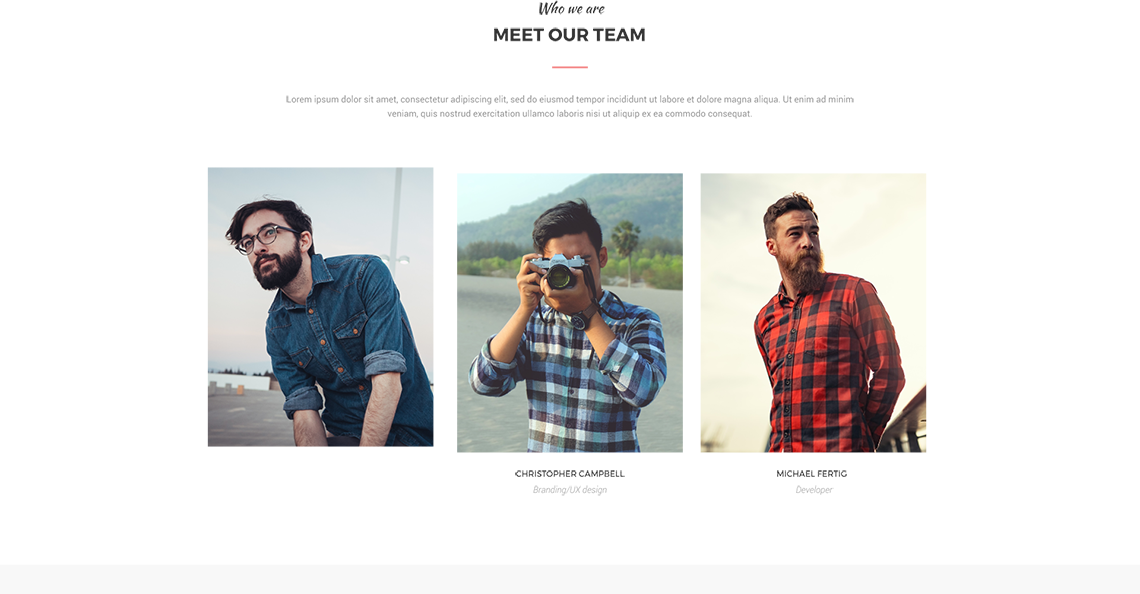 Who we are
MEET OUR TEAM
Lorem ipsum dolor sit amet, consectetur adipiscing elit, sed do eiusmod tempor incididunt ut labore et dolore magna aliqua. Ut enim ad minim
veniam, quis nostrud exercitation ullamco laboris nisi ut aliquip ex ea commodo consequat.
CHRISTOPHER CAMPBELL
Branding/UX design
MICHAEL FERTIG
Developer